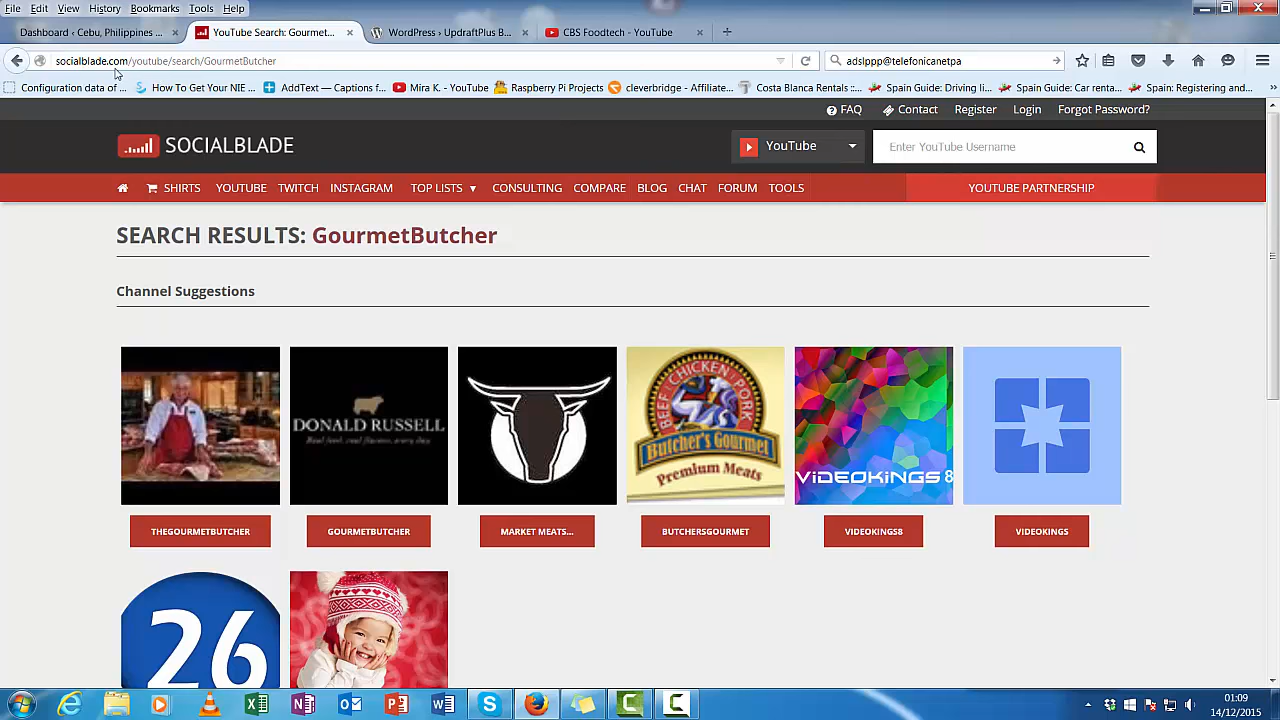 File Edit View History Bookmarks Tools Help
Dashboard ‹ Cebu, Philippines ... × YouTube Search: Gourmet... × WordPress › UpdraftPlus B... × CBS Foodtech - YouTube × +
socialblade.com/youtube/search/GourmetButcher adslppp@telefonicanetpa
Configuration data of ... How To Get Your NIE ... AddText — Captions f... Mira K. - YouTube Raspberry Pi Projects cleverbridge - Affiliate... Costa Blanca Rentals :... Spain Guide: Driving li... Spain Guide: Car renta... Spain: Registering and... »
FAQ Contact Register Login Forgot Password?
SOCIALBLADE YouTube Enter YouTube Username
SHIRTS YOUTUBE TWITCH INSTAGRAM TOP LISTS ▼ CONSULTING COMPARE BLOG CHAT FORUM TOOLS YOUTUBE PARTNERSHIP
SEARCH RESULTS: GourmetButcher
Channel Suggestions
DONALD RUSSELL
BEEF CHICKEN PORK
Butcher's Gourmet
Premium Meats
ViDEOKiNGS 8
THEGOURMETBUTCHER GOURMETBUTCHER MARKET MEATS... BUTCHERSGOURMET VIDEOKINGS8 VIDEOKINGS
26
01:09
14/12/2015